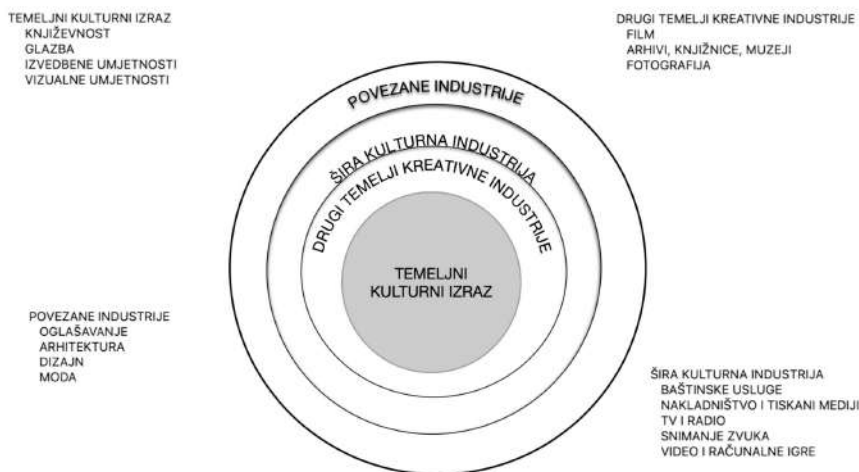 TEMELJNI KULTURNI IZRAZ
KNJIŽEVNOST
GLAZBA
IZVEDBENE UMJETNOSTI
VIZUALNE UMJETNOSTI
DRUGI TEMELJI KREATIVNE INDUSTRIJE
FILM
ARHIVI, KNJIŽNICE, MUZEJI
FOTOGRAFIJA
POVEZANE INDUSTRIJE
ŠIRA KULTURNA INDUSTRIJA
DRUGI TEMELJI KREATIVNE INDUSTRIJE
TEMELJNI
KULTURNI IZRAZ
POVEZANE INDUSTRIJE
OGLAŠAVANJE
ARHITEKTURA
DIZAJN
MODA
ŠIRA KULTURNA INDUSTRIJA
BAŠTINSKE USLUGE
NAKLADNIŠTVO I TISKANI MEDIJI
TV I RADIO
SNIMANJE ZVUKA
VIDEO I RAČUNALNE IGRE